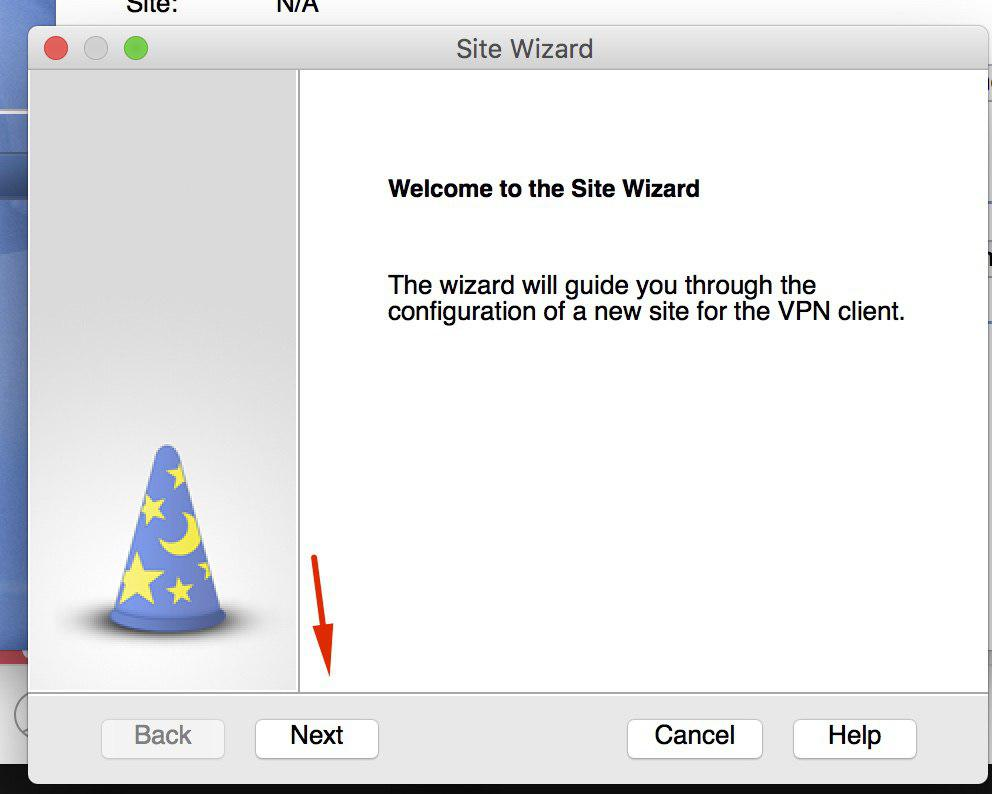 Site: N/A
Site Wizard
Welcome to the Site Wizard
The wizard will guide you through the
configuration of a new site for the VPN client.
Back Next Cancel Help